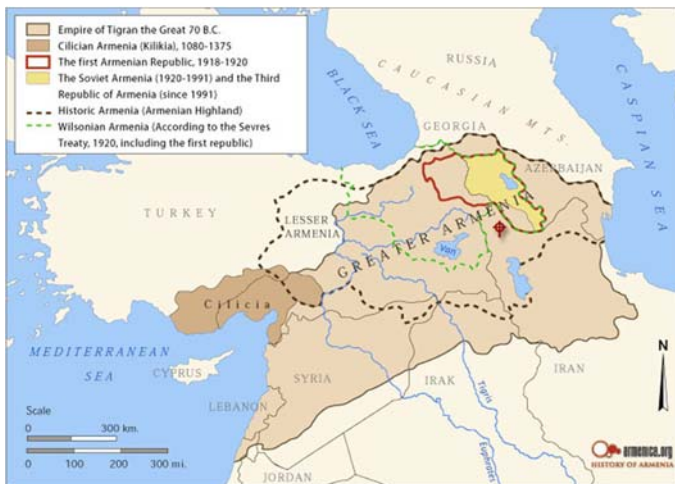 Empire of Tigran the Great 70 B.C.
Cilician Armenia (Kilikia), 1080-1375
The first Armenian Republic, 1918-1920
The Soviet Armenia (1920-1991) and the Third
Republic of Armenia (since 1991)
Historic Armenia (Armenian Highland)
Wilsonian Armenia (According to the Sevres
Treaty, 1920, including the first republic)
RUSSIA
BLACK SEA
CAUCASIAN MTS.
CASPIAN SEA
GEORGIA
AZERBAIJAN
TURKEY
LESSER
ARMENIA
GREATER ARMENIA
Van
Cilicia
MEDITERRANEAN
SEA
CYPRUS
SYRIA
LEBANON
IRAK
IRAN
Tigris
Euphrates
JORDAN
N
Scale
0 300 km.
0 100 200 300 mi.
armenica.org
HISTORY OF ARMENIA